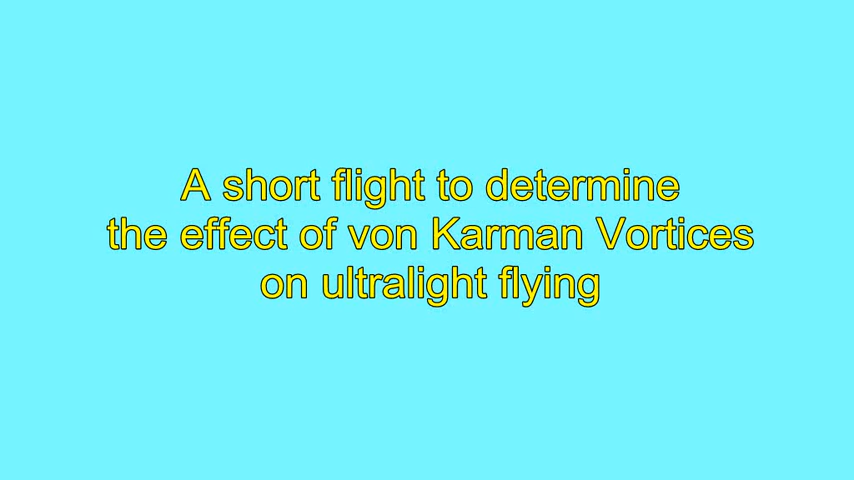 A short flight to determine
the effect of von Karman Vortices
on ultralight flying